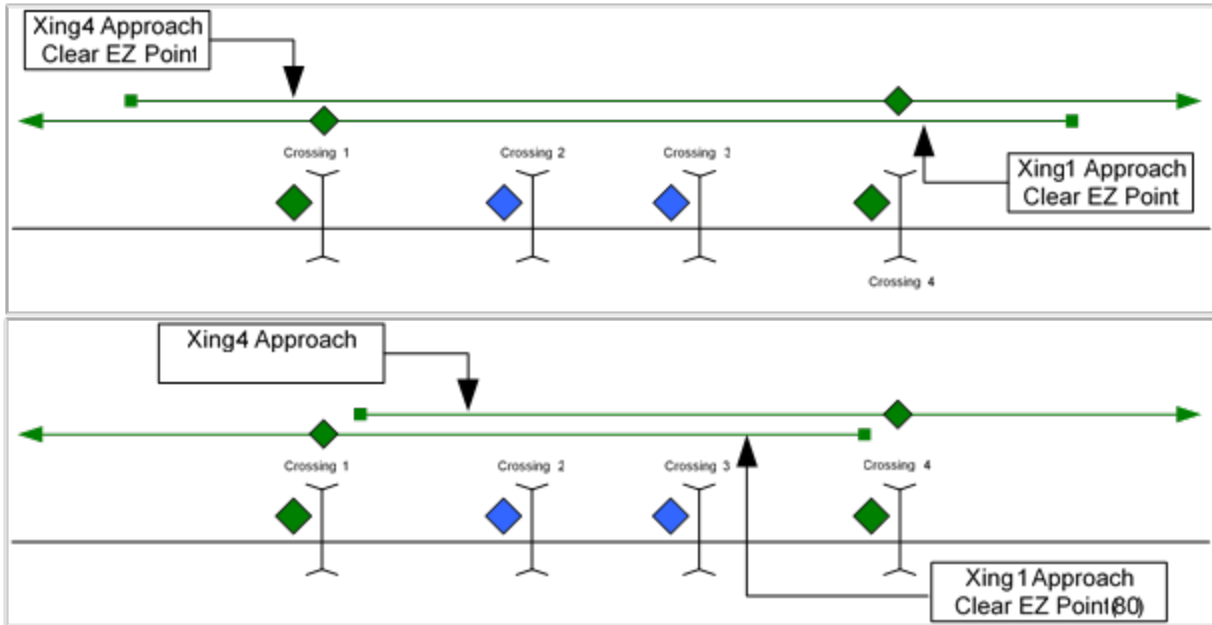 Xing4 Approach
Clear EZ Point
Xing1 Approach
Clear EZ Point
Crossing 1
Crossing 2
Crossing 3
Crossing 4
Xing4 Approach
Crossing 1
Crossing 2
Crossing 3
Crossing 4
Xing1 Approach
Clear EZ Point(80)